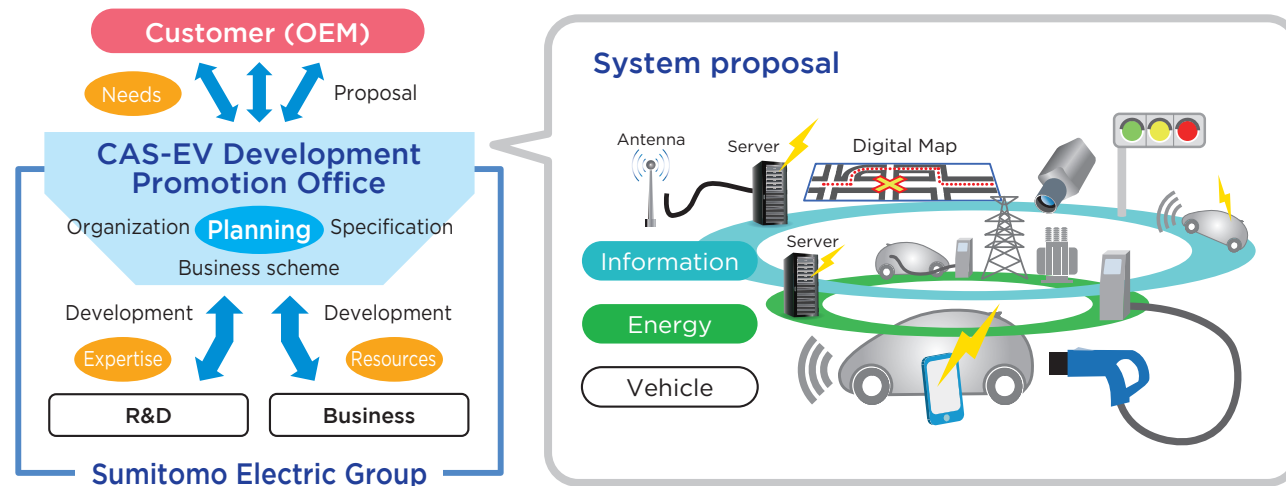 Customer (OEM)
Needs
Proposal
CAS-EV Development
Promotion Office
Organization
Planning
Specification
Business scheme
Development
Development
Expertise
Resources
R&D
Business
Sumitomo Electric Group
System proposal
Antenna
Server
Digital Map
Server
Information
Energy
Vehicle